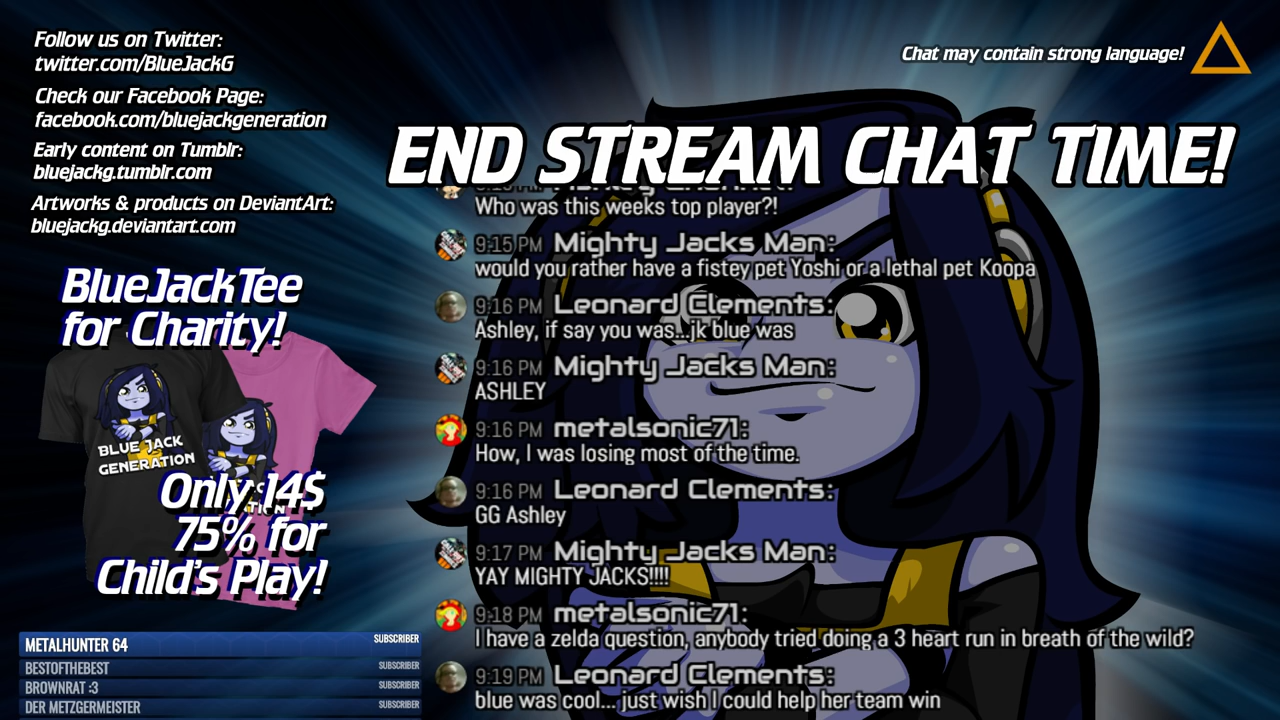 Follow us on Twitter:
twitter.com/BlueJackG
Check our Facebook Page:
facebook.com/bluejackgeneration
Early content on Tumblr:
bluejackg.tumblr.com
Artworks & products on DeviantArt:
bluejackg.deviantart.com
BlueJackTee
for Charity!
BLUE JACK
GENERATION
Only 14$
75% for
Child's Play!
METALHUNTER 64 SUBSCRIBER
BESTOFTHEBEST SUBSCRIBER
BROWNRAT :3 SUBSCRIBER
DER METZGERMEISTER SUBSCRIBER
Chat may contain strong language!
END STREAM CHAT TIME!
Who was this weeks top player?!
9:15 PM Mighty Jacks Man:
would you rather have a fistey pet Yoshi or a lethal pet Koopa
9:16 PM Leonard Clements:
Ashley, if say you was...jk blue was
9:16 PM Mighty Jacks Man:
ASHLEY
9:16 PM metalsonic71:
How, I was losing most of the time.
9:16 PM Leonard Clements:
GG Ashley
9:17 PM Mighty Jacks Man:
YAY MIGHTY JACKS!!!!
9:18 PM metalsonic71:
I have a zelda question, anybody tried doing a 3 heart run in breath of the wild?
9:19 PM Leonard Clements:
blue was cool... just wish I could help her team win